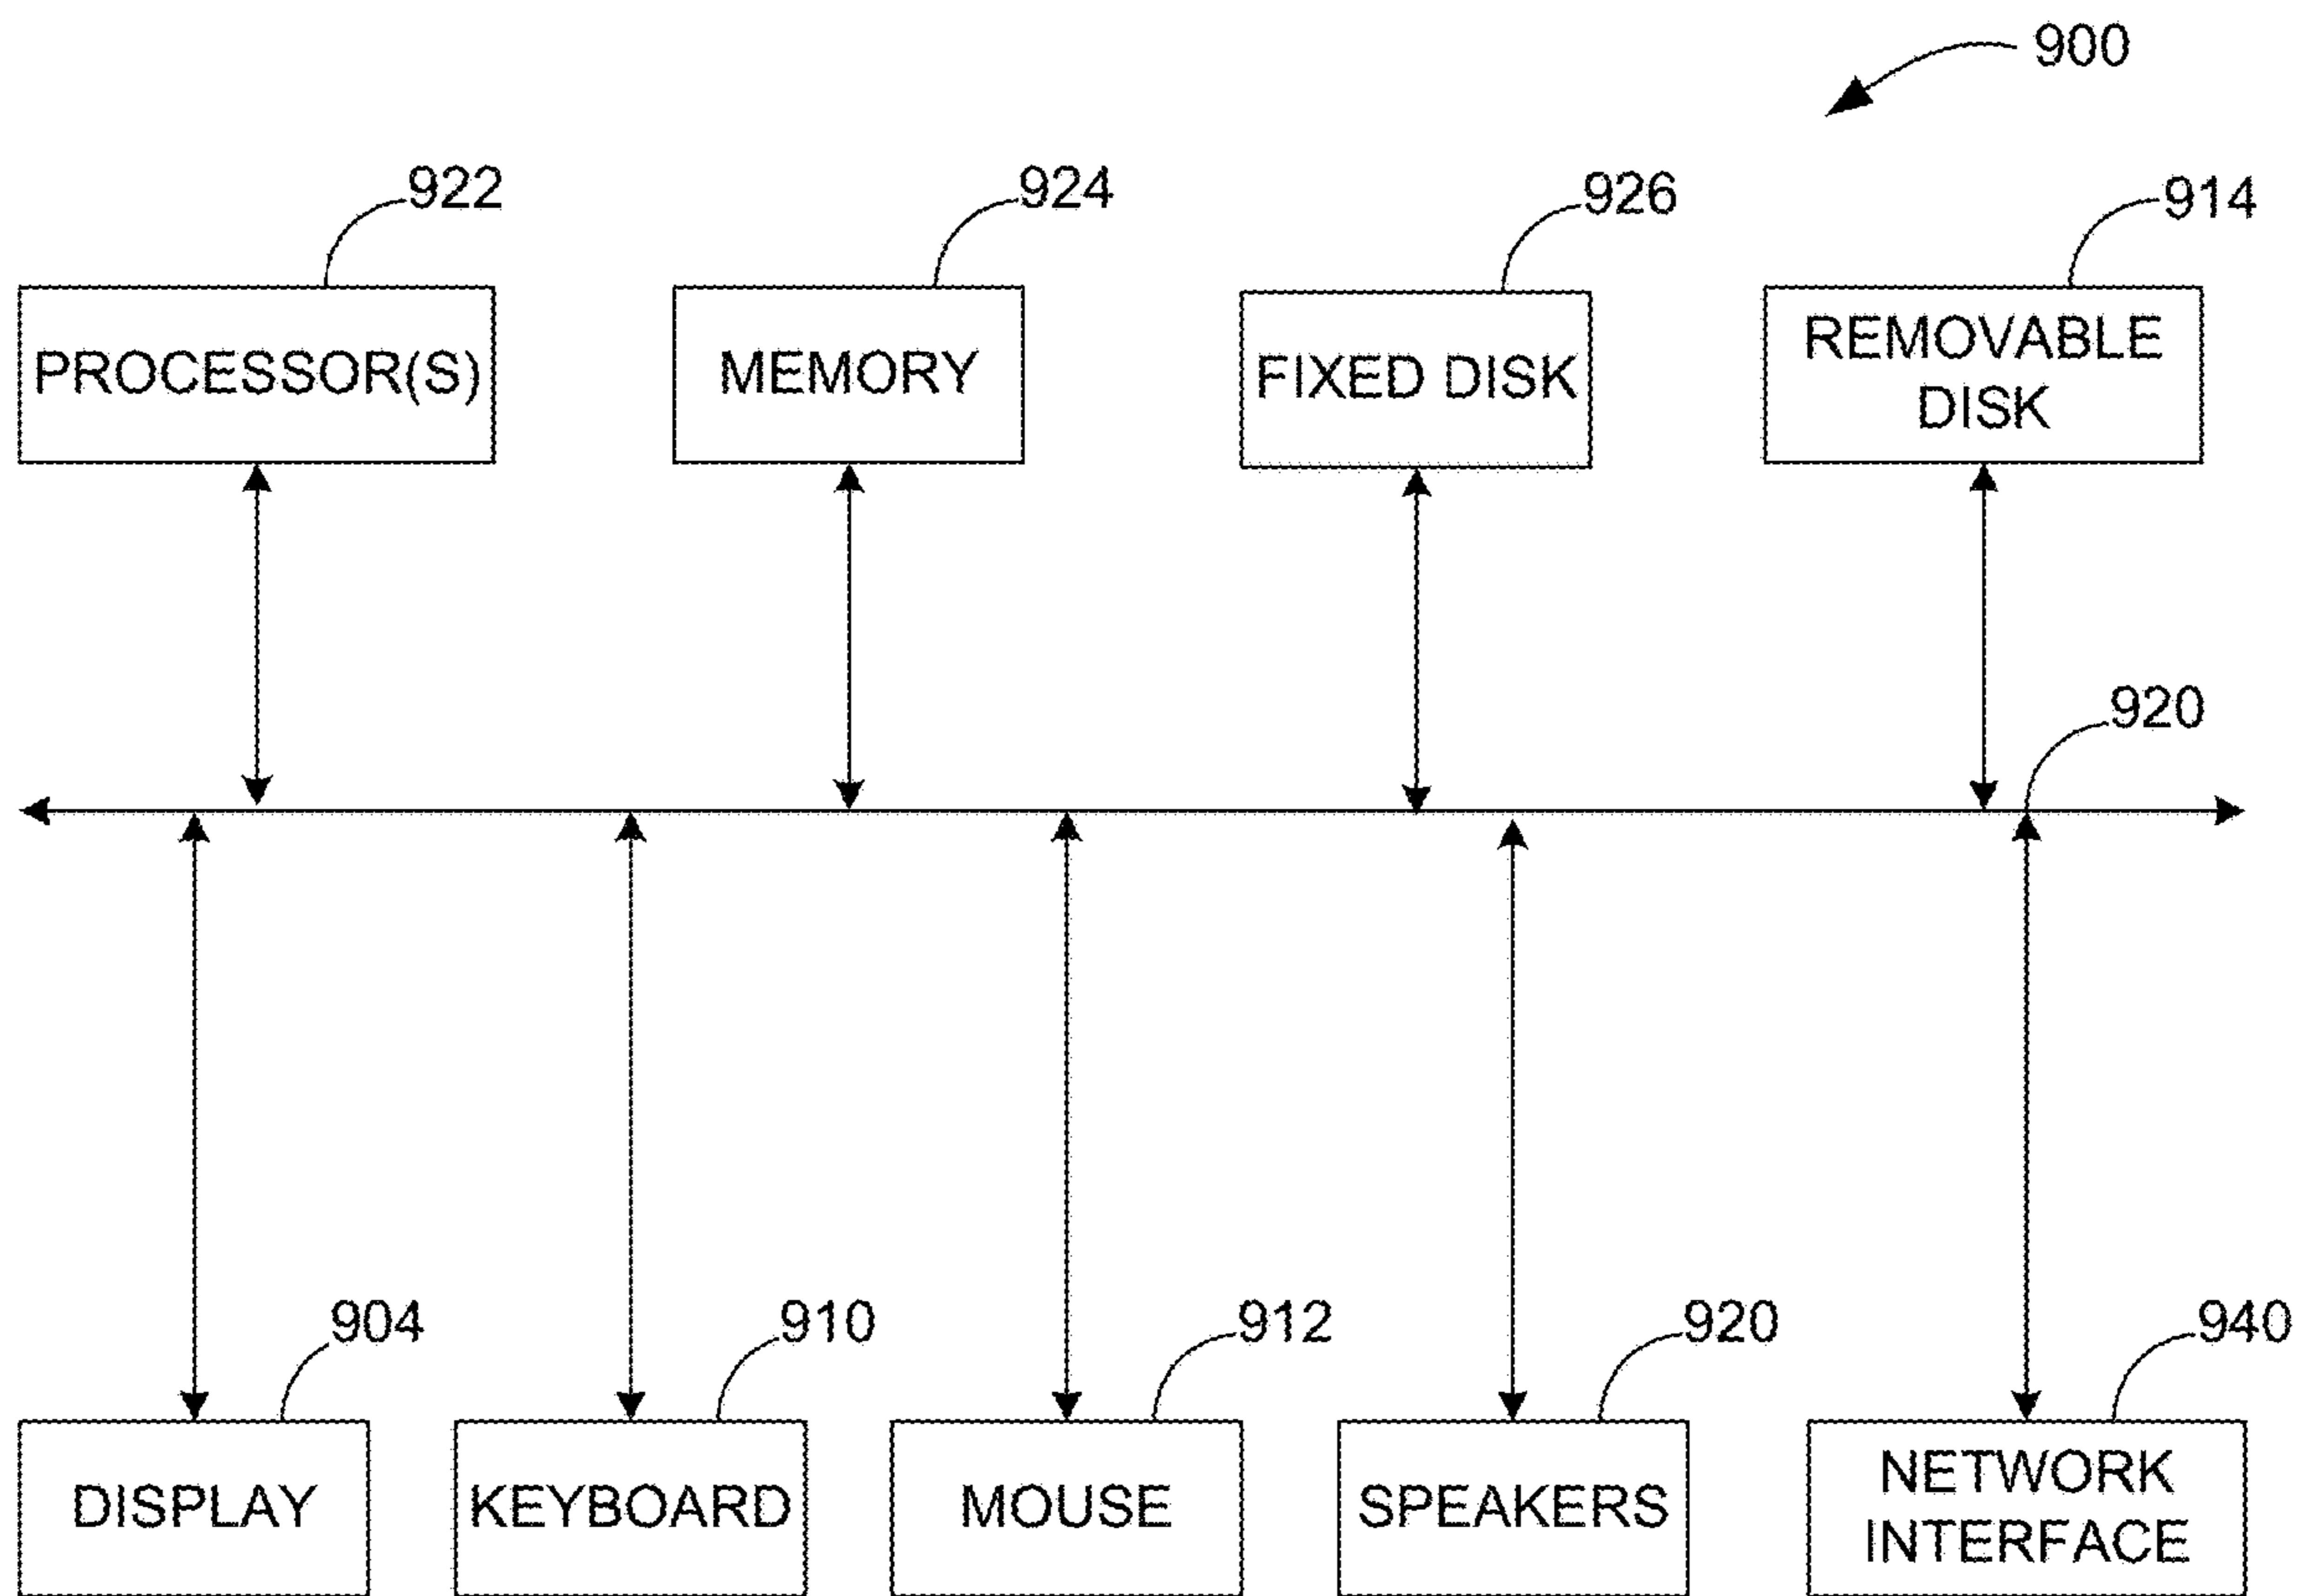 900
922
924
926
914
PROCESSOR(S)
MEMORY
FIXED DISK
REMOVABLE
DISK
920
904
910
912
920
940
DISPLAY
KEYBOARD
MOUSE
SPEAKERS
NETWORK
INTERFACE